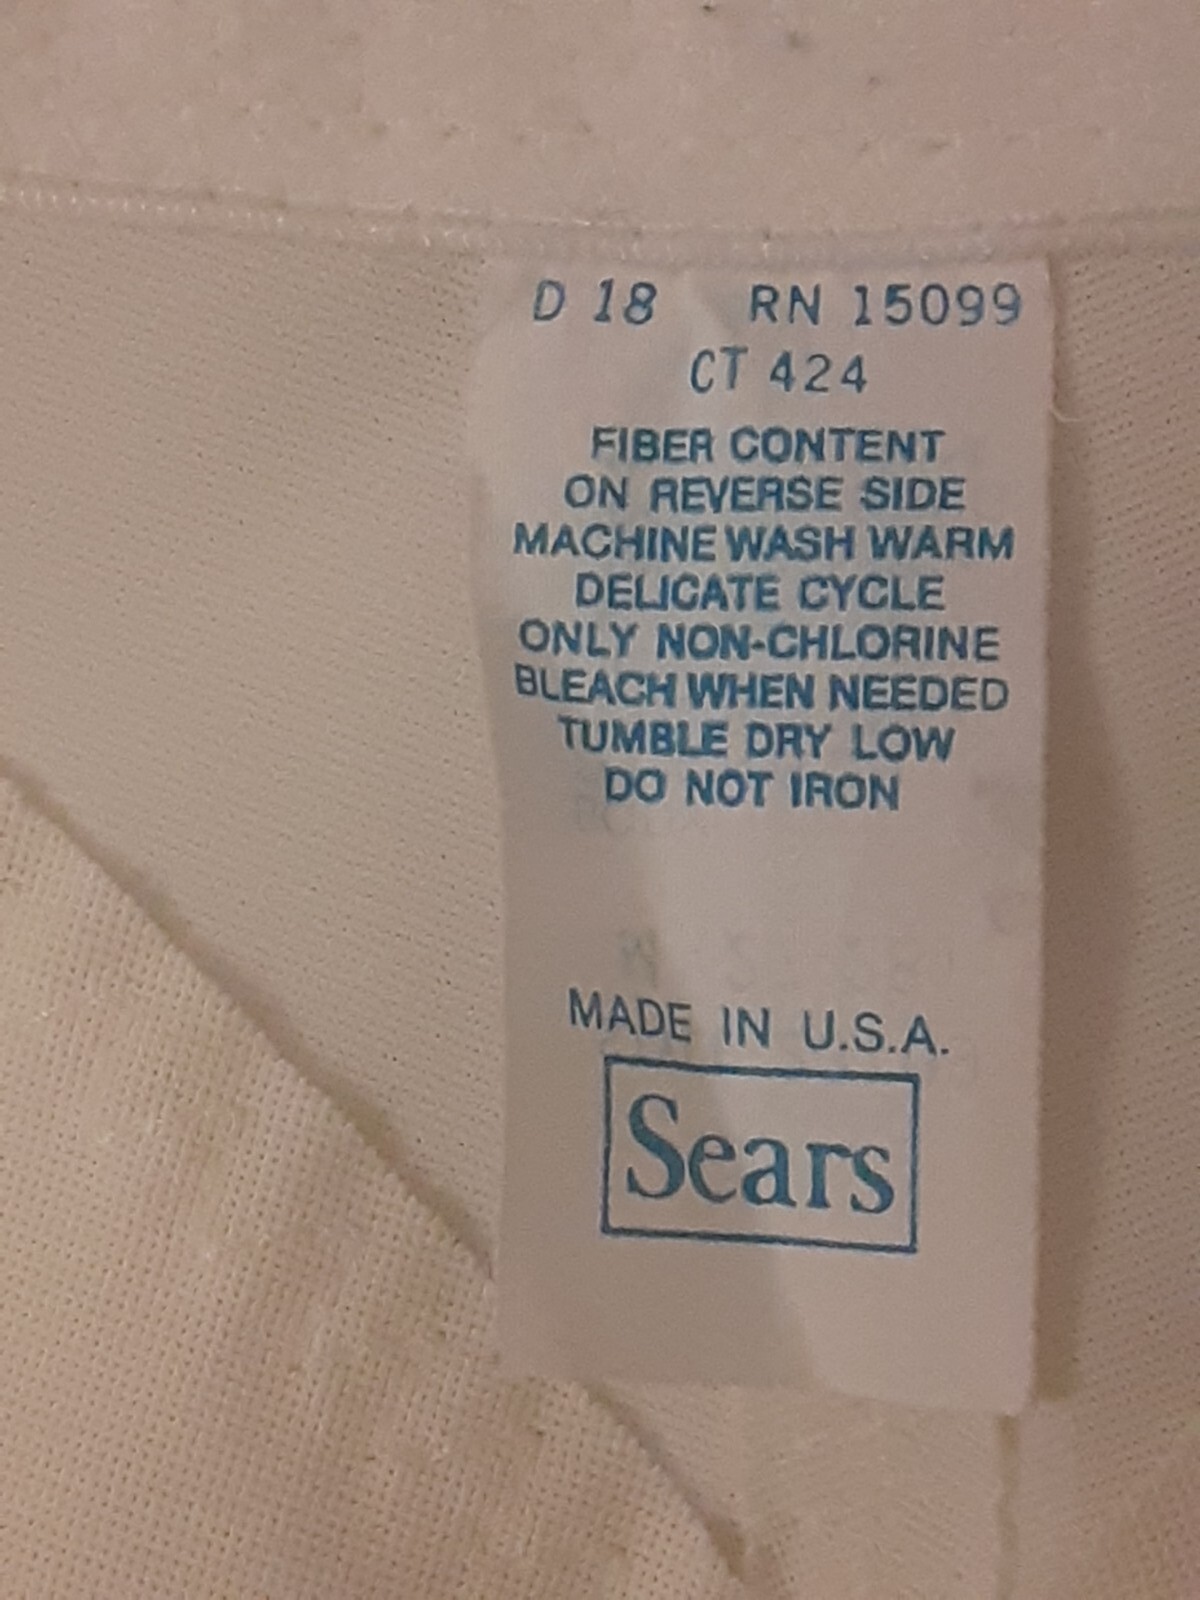 D 18 RN 15099
CT 424
FIBER CONTENT
ON REVERSE SIDE
MACHINE WASH WARM
DELICATE CYCLE
ONLY NON-CHLORINE
BLEACH WHEN NEEDED
TUMBLE DRY LOW
DO NOT IRON
MADE IN U.S.A.
Sears